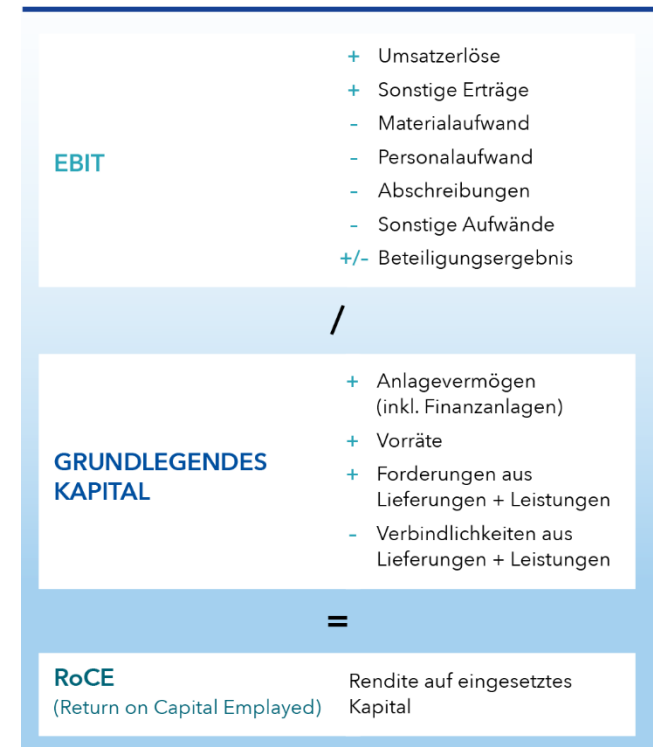 EBIT
+ Umsatzerlöse
+ Sonstige Erträge
- Materialaufwand
- Personalaufwand
- Abschreibungen
- Sonstige Aufwände
+/- Beteiligungsergebnis
/
GRUNDLEGENDES
KAPITAL
+ Anlagevermögen
(inkl. Finanzanlagen)
+ Vorräte
+ Forderungen aus
Lieferungen + Leistungen
- Verbindlichkeiten aus
Lieferungen + Leistungen
=
RoCE
(Return on Capital Emplayed)
Rendite auf eingesetztes
Kapital